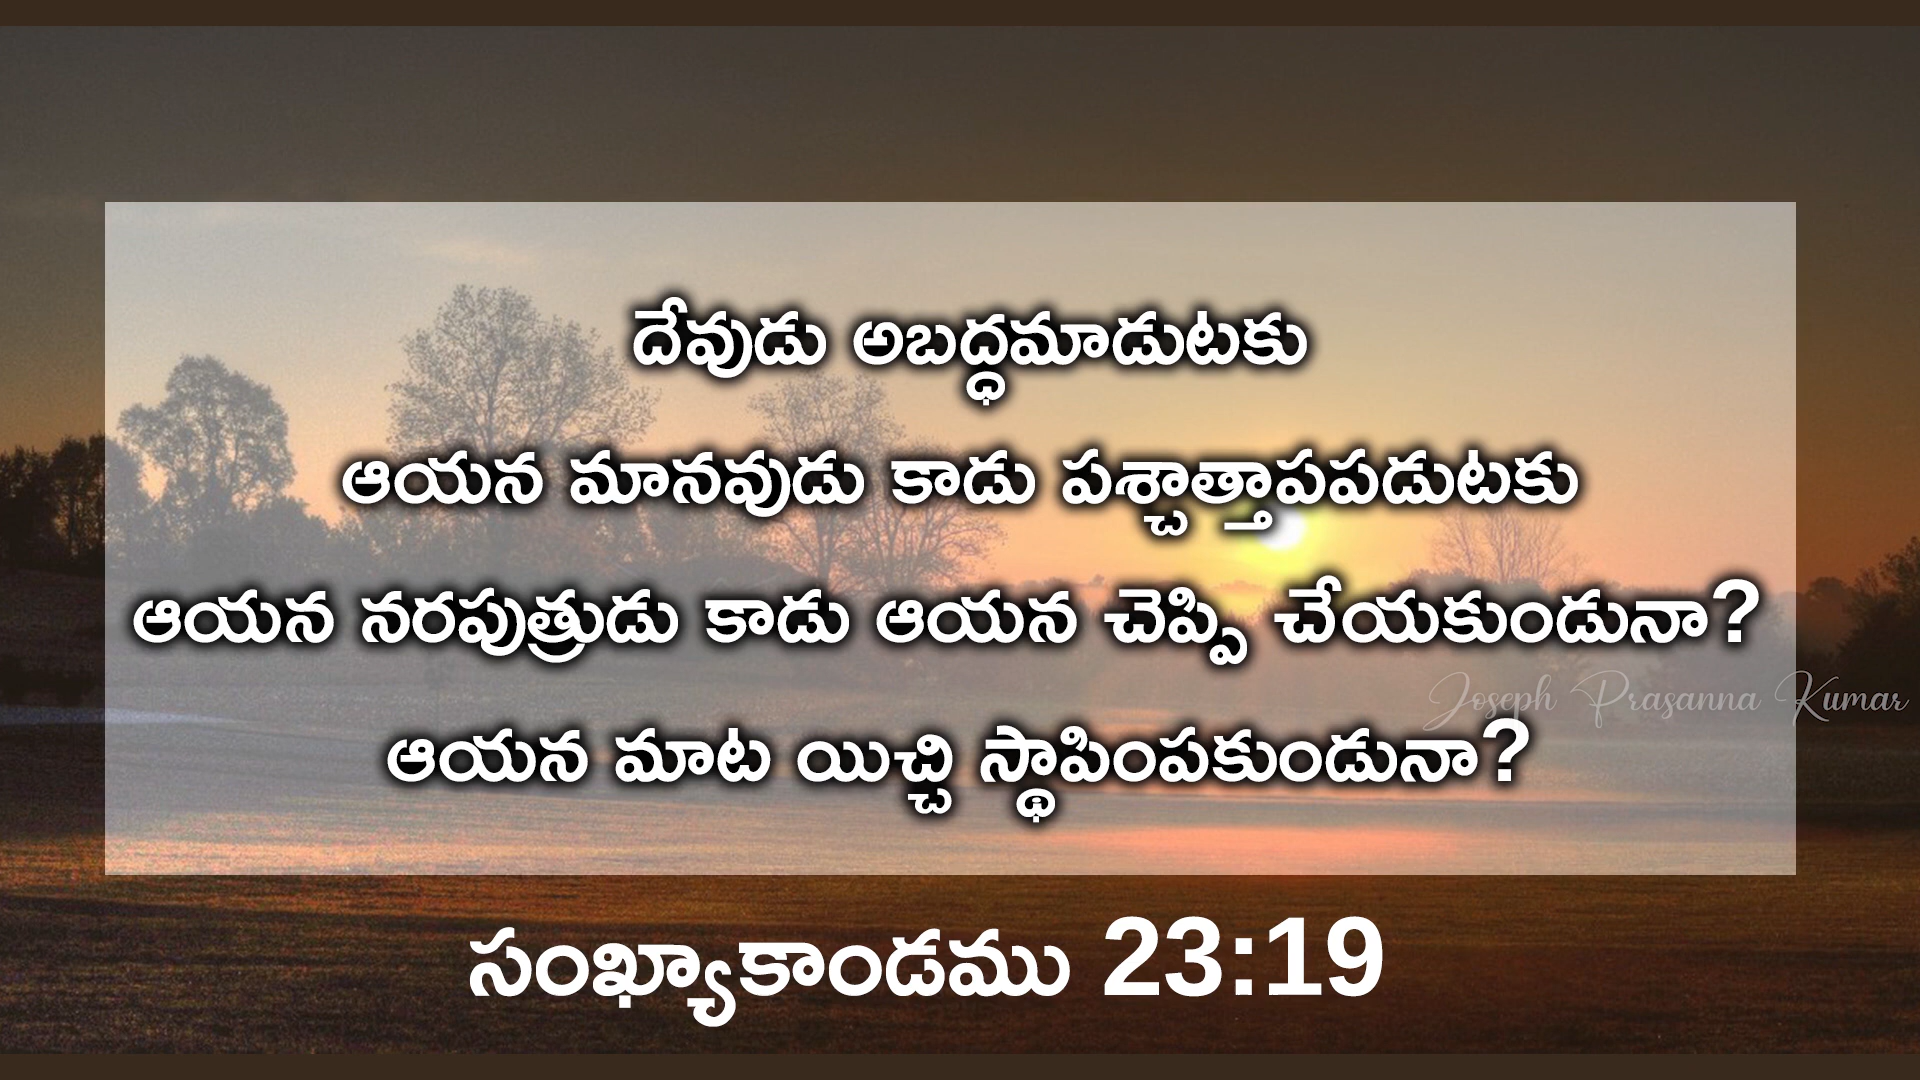 దేవుడు అబద్ధమాడుటకు
ఆయన మానవుడు కాడు పశ్చాత్తాపపడుటకు
ఆయన నరపుత్రుడు కాడు ఆయన చెప్పి చేయకుండునా?
Joseph Prasanna Kumar
ఆయన మాట యిచ్చి స్థాపింపకుండునా?
సంఖ్యాకాండము 23:19